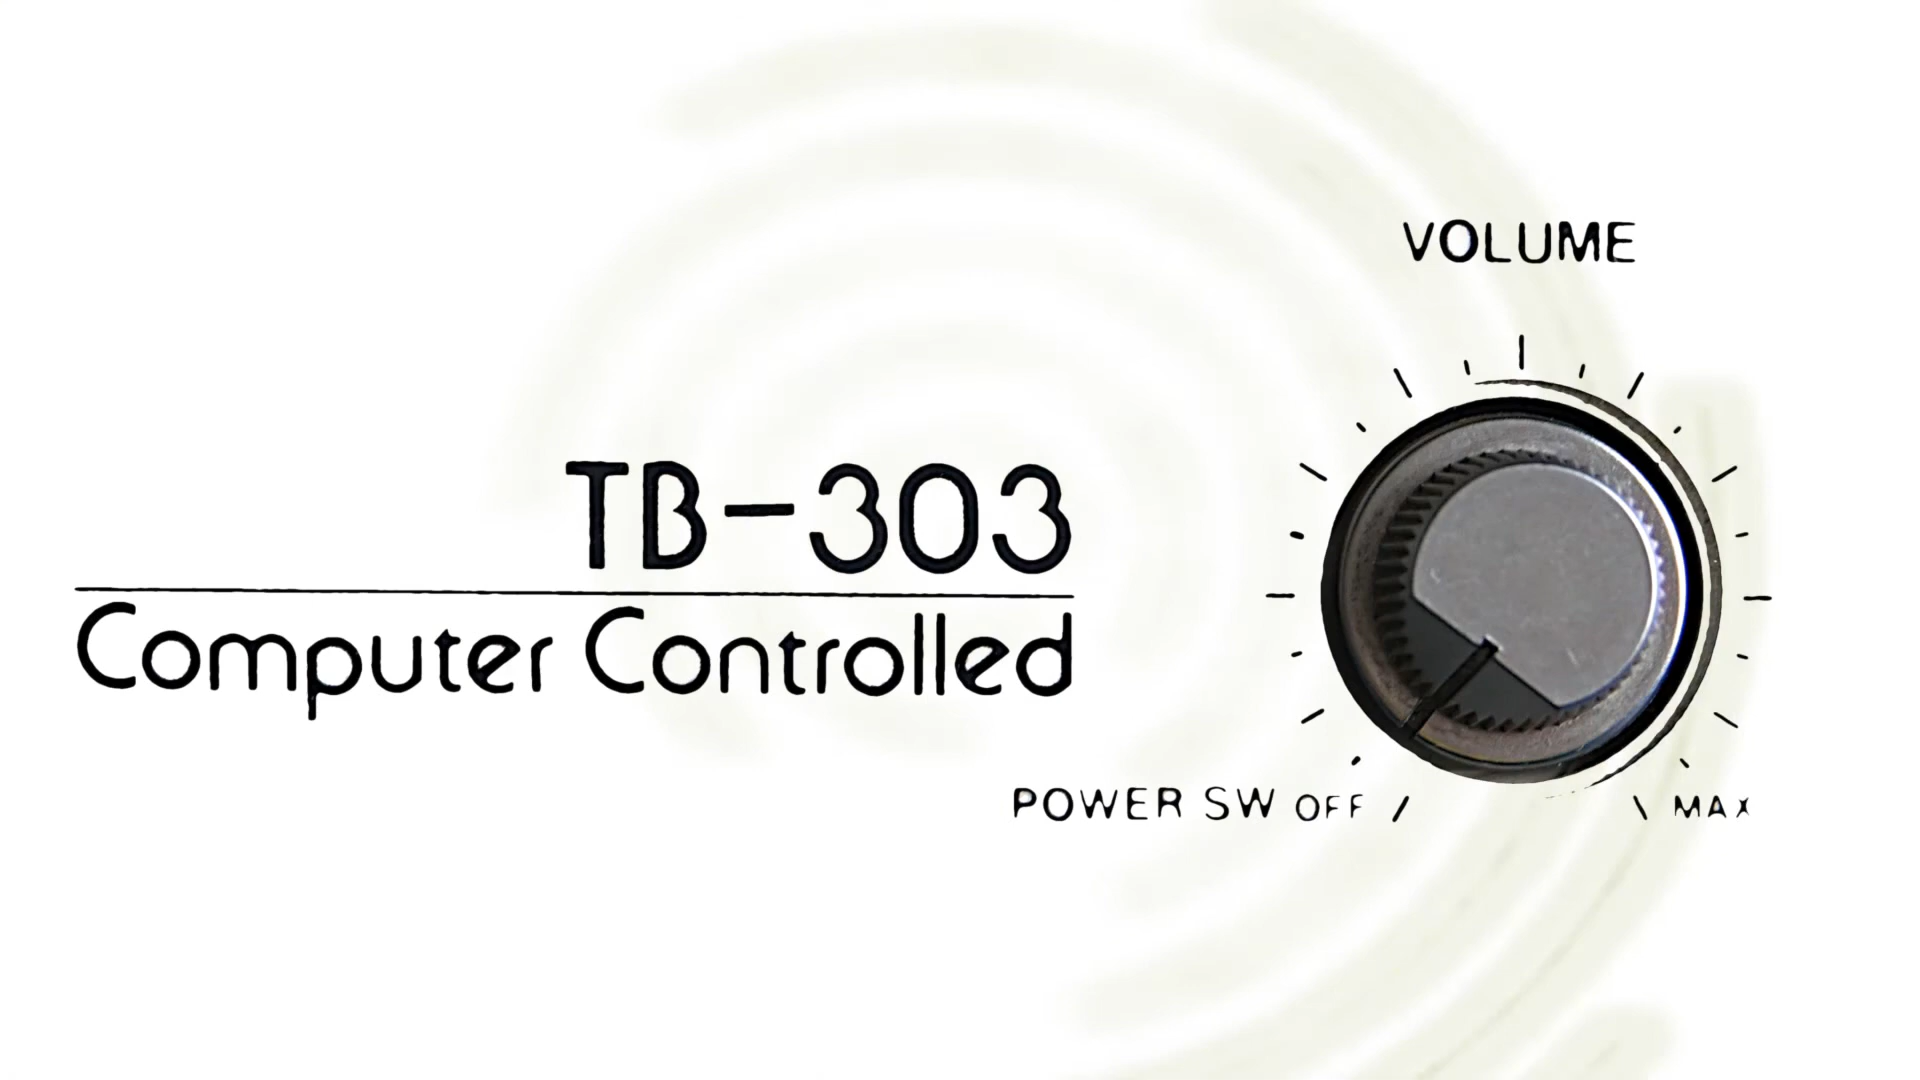 VOLUME
TB-303
Computer Controlled
POWER SW OFF
MAX